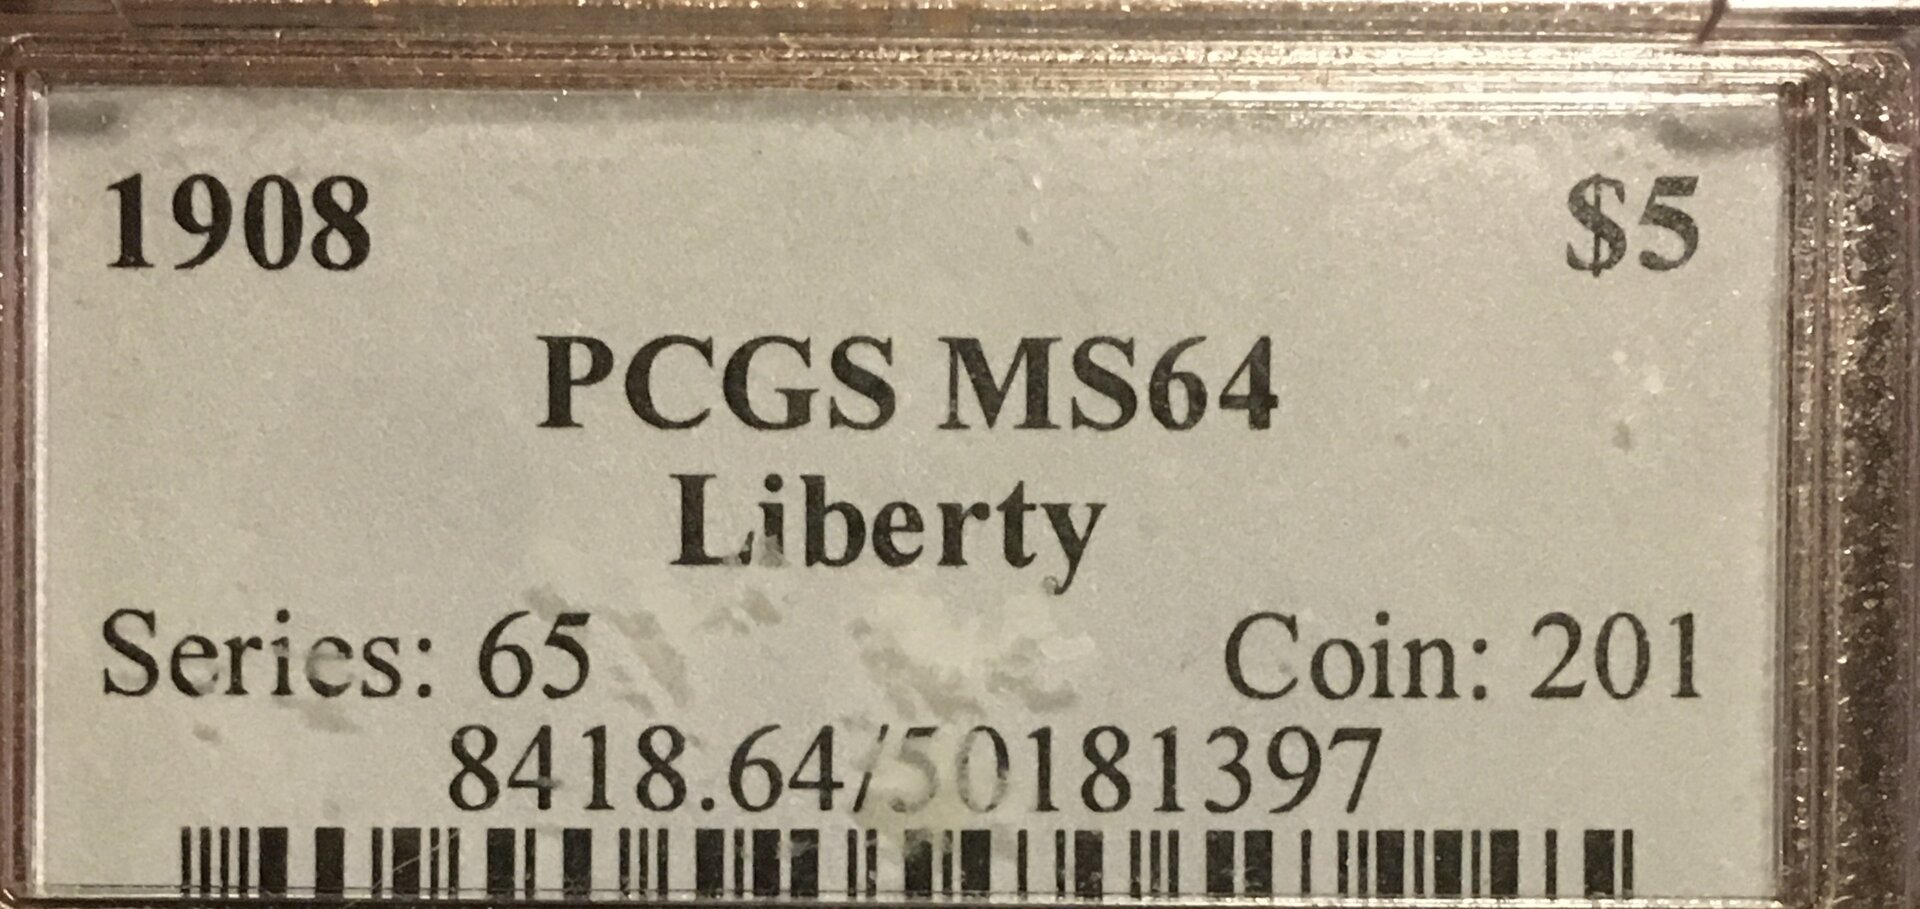 1908 $5
PCGS MS64
Liberty
Series: 65 Coin: 201
8418.64/50181397